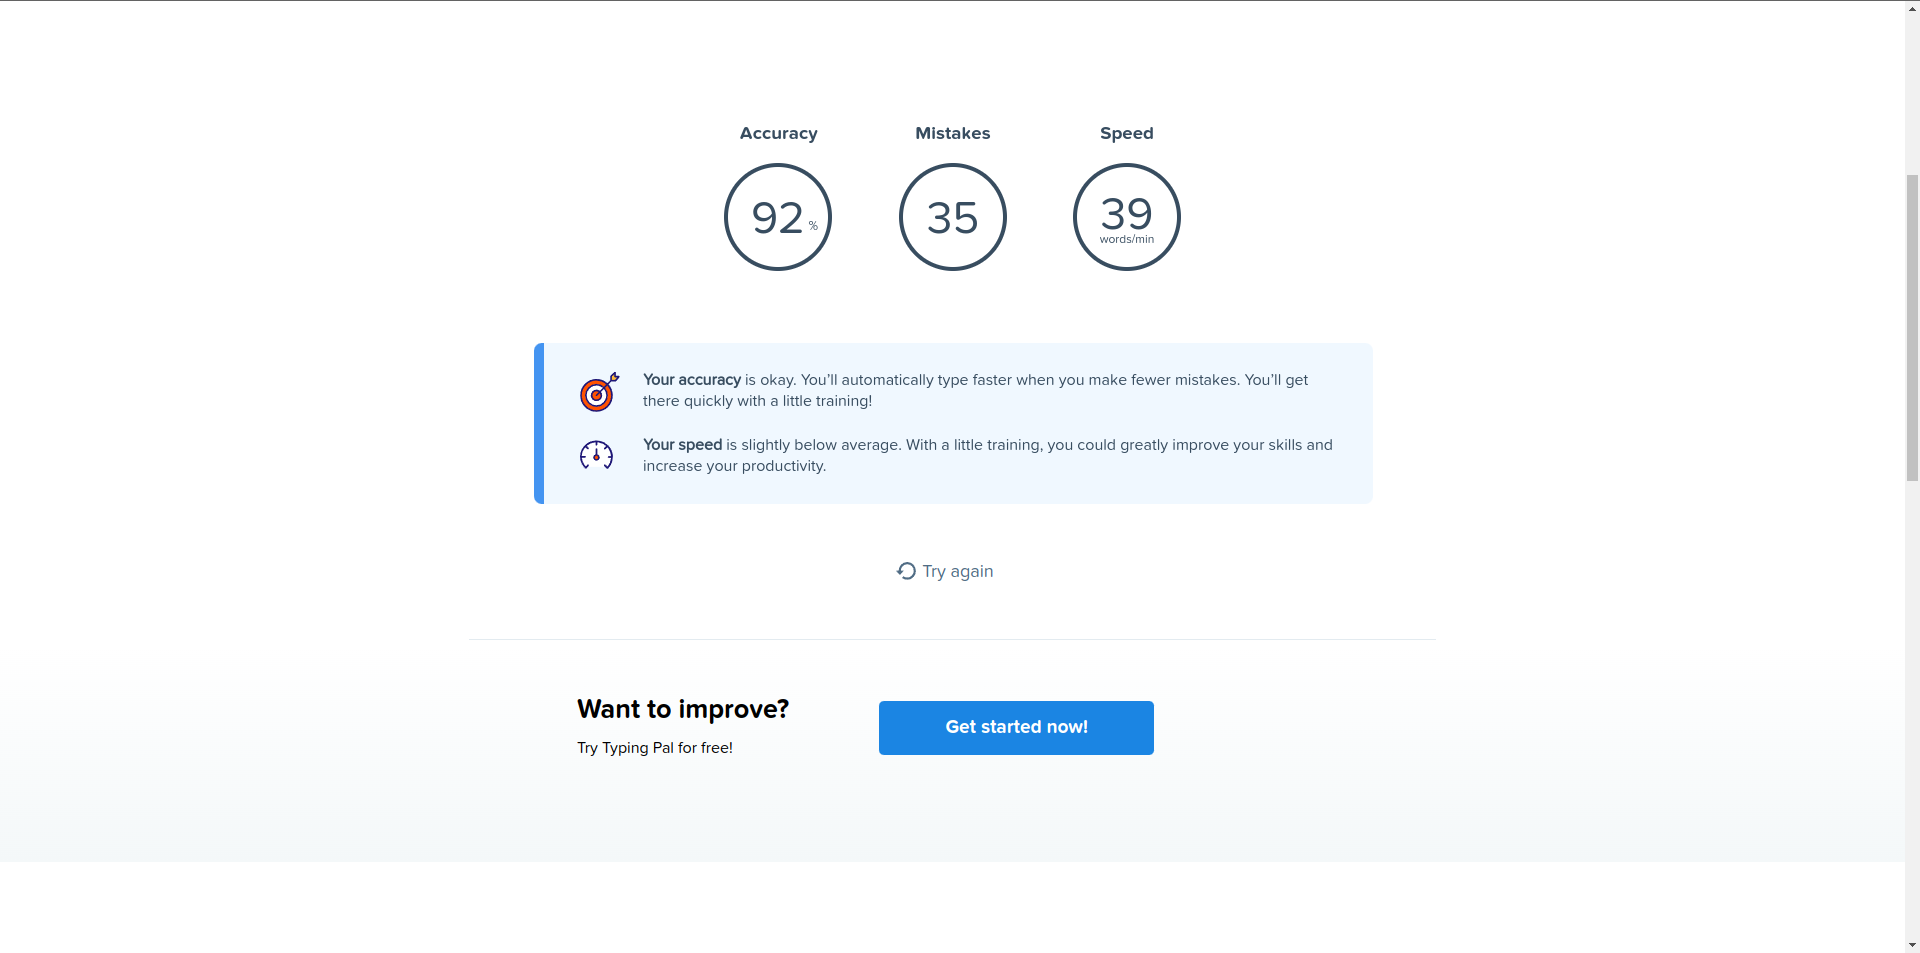 Accuracy
Mistakes
Speed
92 %
35
39
words/min
Your accuracy is okay. You’ll automatically type faster when you make fewer mistakes. You’ll get
there quickly with a little training!
Your speed is slightly below average. With a little training, you could greatly improve your skills and
increase your productivity.
Try again
Want to improve?
Try Typing Pal for free!
Get started now!